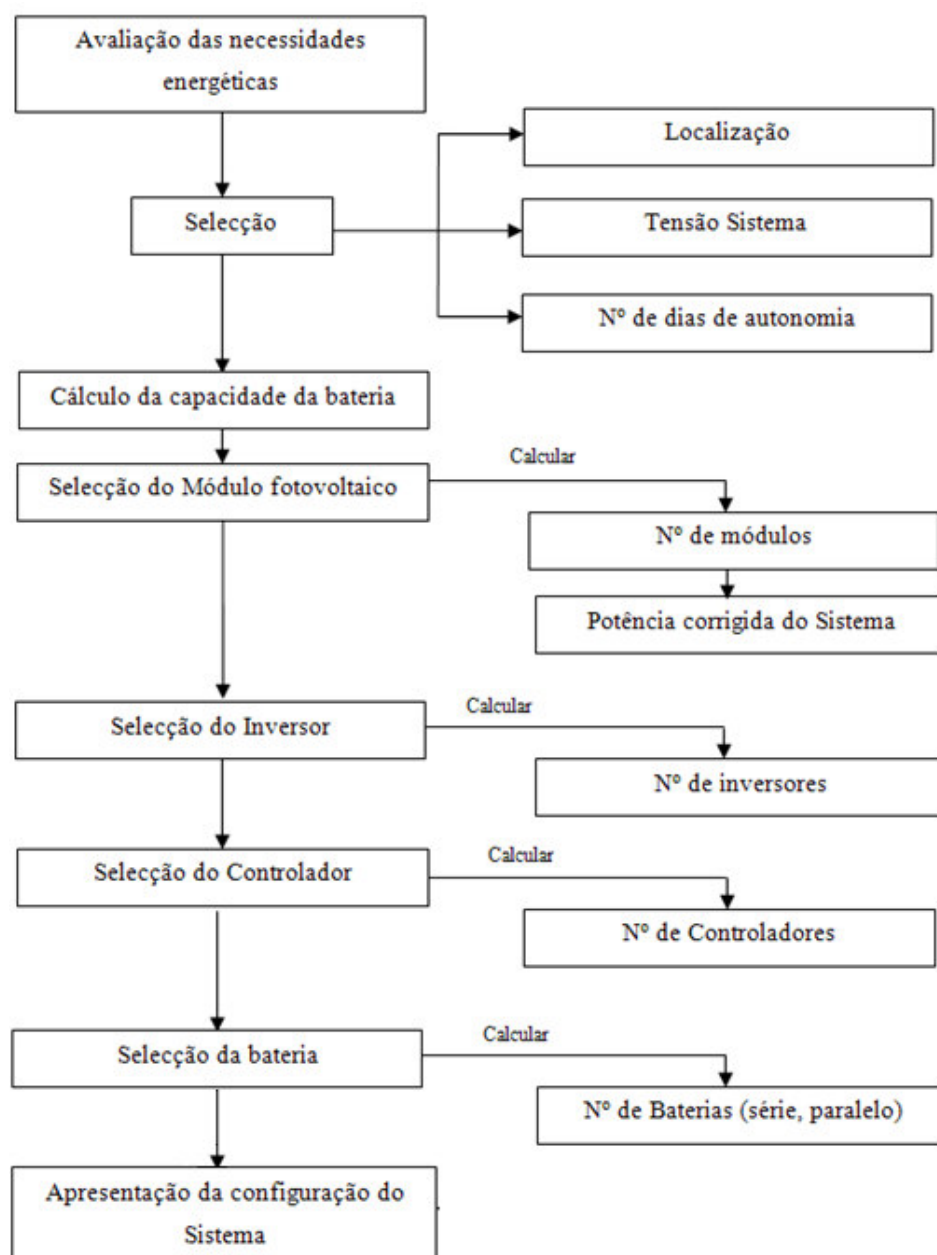 Avaliação das necessidades
energéticas
Localização
Selecção
Tensão Sistema
Nº de dias de autonomia
Cálculo da capacidade da bateria
Calcular
Selecção do Módulo fotovoltaico
Nº de módulos
Potência corrigida do Sistema
Calcular
Selecção do Inversor
Nº de inversores
Calcular
Selecção do Controlador
Nº de Controladores
Calcular
Selecção da bateria
Nº de Baterias (série, paralelo)
Apresentação da configuração do
Sistema